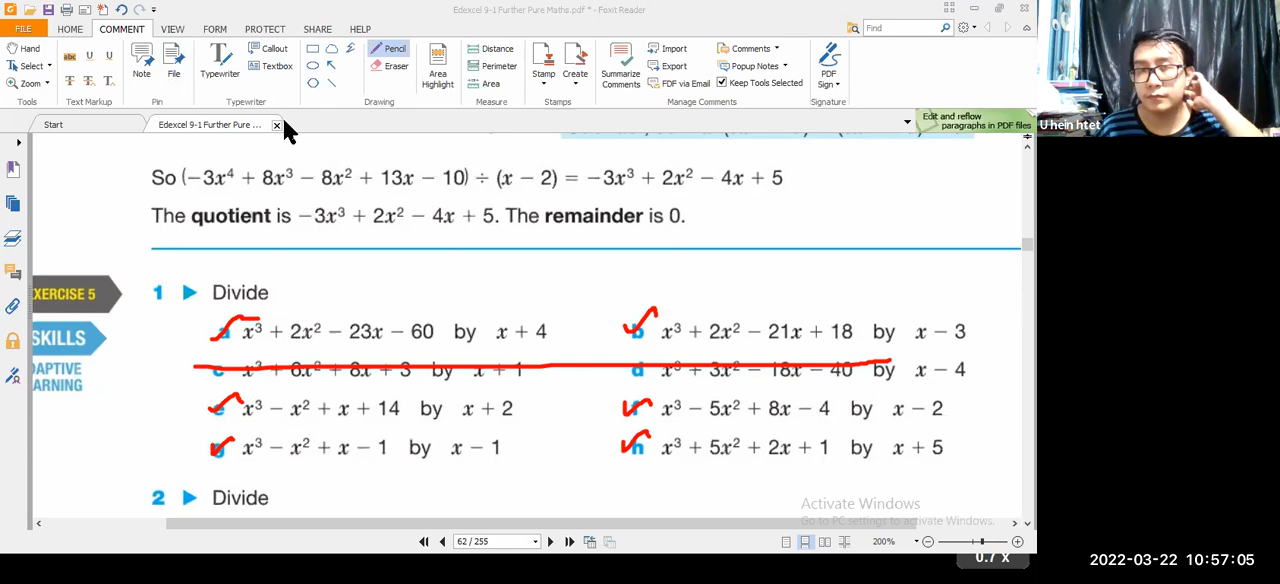 Edexcel 9-1 Further Pure Maths.pdf * - Foxit Reader
FILE HOME COMMENT VIEW FORM PROTECT SHARE HELP Find
Hand Select Zoom Tools
Text Markup
Note File Pin
Typewriter Callout Textbox Typewriter
Pencil Eraser Drawing
Area Highlight
Distance Perimeter Area Measure
Stamp Create Stamps
Summarize Comments Import Export FDF via Email Comments Popup Notes Keep Tools Selected Manage Comments
PDF Sign Signature
Start Edexcel 9-1 Further Pure ... Edit and reflow paragraphs in PDF files
U hein htet
So (−3x⁴ + 8x³ − 8x² + 13x − 10) ÷ (x − 2) = −3x³ + 2x² − 4x + 5
The quotient is −3x³ + 2x² − 4x + 5. The remainder is 0.
XERCISE 5
SKILLS
DAPTIVE
EARNING
1 ▶ Divide
a x³ + 2x² − 23x − 60 by x + 4 b x³ + 2x² − 21x + 18 by x − 3
c x³ + 6x² + 8x + 3 by x + 1 d x³ + 3x² − 18x − 40 by x − 4
e x³ − x² + x + 14 by x + 2 f x³ − 5x² + 8x − 4 by x − 2
g x³ − x² + x − 1 by x − 1 h x³ + 5x² + 2x + 1 by x + 5
2 ▶ Divide
Activate Windows
Go to PC settings to activate Windows.
62 / 255 200%
0.7 x
2022-03-22 10:57:05